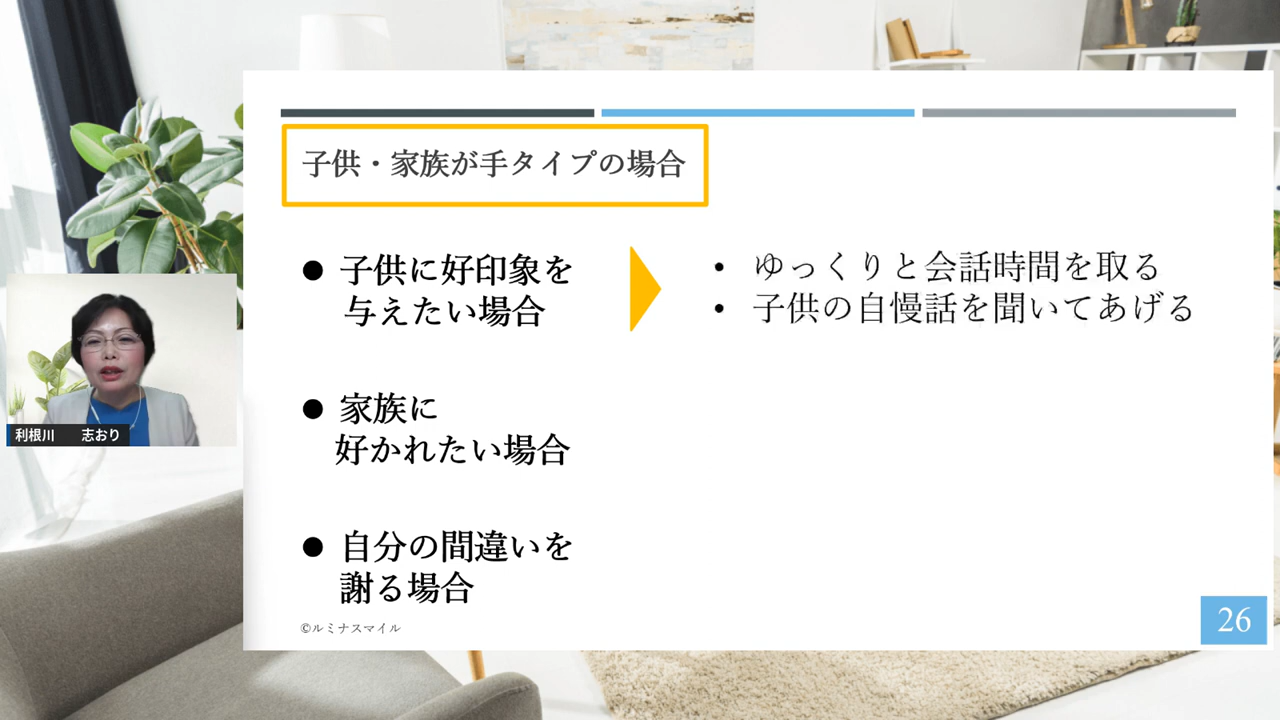 子供・家族が手タイプの場合
● 子供に好印象を
与えたい場合
• ゆっくりと会話時間を取る
• 子供の自慢話を聞いてあげる
● 家族に
好かれたい場合
● 自分の間違いを
謝る場合
©ルミナスマイル
26
利根川 志おり